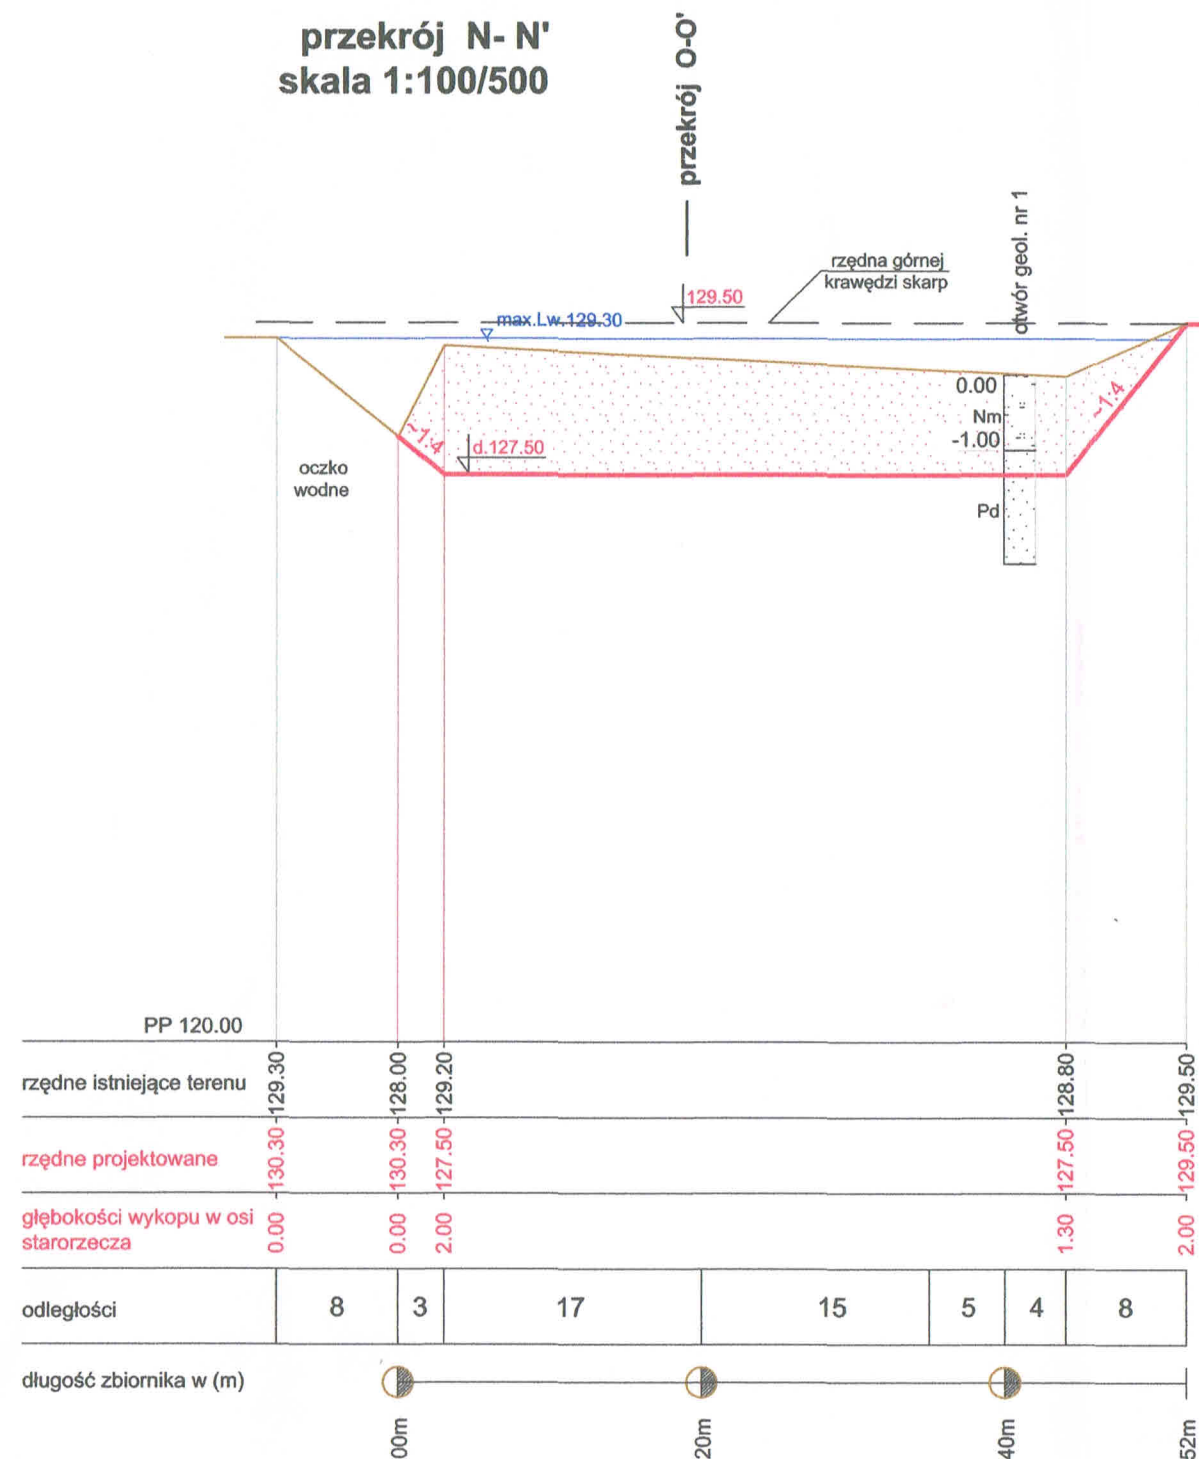 przekrój N- N'
skala 1:100/500
przekrój O-O'
otwór geol. nr 1
rzędna górnej
krawędzi skarp
129.50
max.Lw.129.30
0.00
Nm
-1.00
Pd
~1:4
~1:4
d.127.50
oczko
wodne
PP 120.00
rzędne istniejące terenu
129.30
128.00
129.20
128.80
129.50
rzędne projektowane
130.30
130.30
127.50
127.50
129.50
głębokości wykopu w osi
starorzecza
0.00
0.00
2.00
1.30
2.00
odległości
8
3
17
15
5
4
8
długość zbiornika w (m)
00m
20m
40m
52m